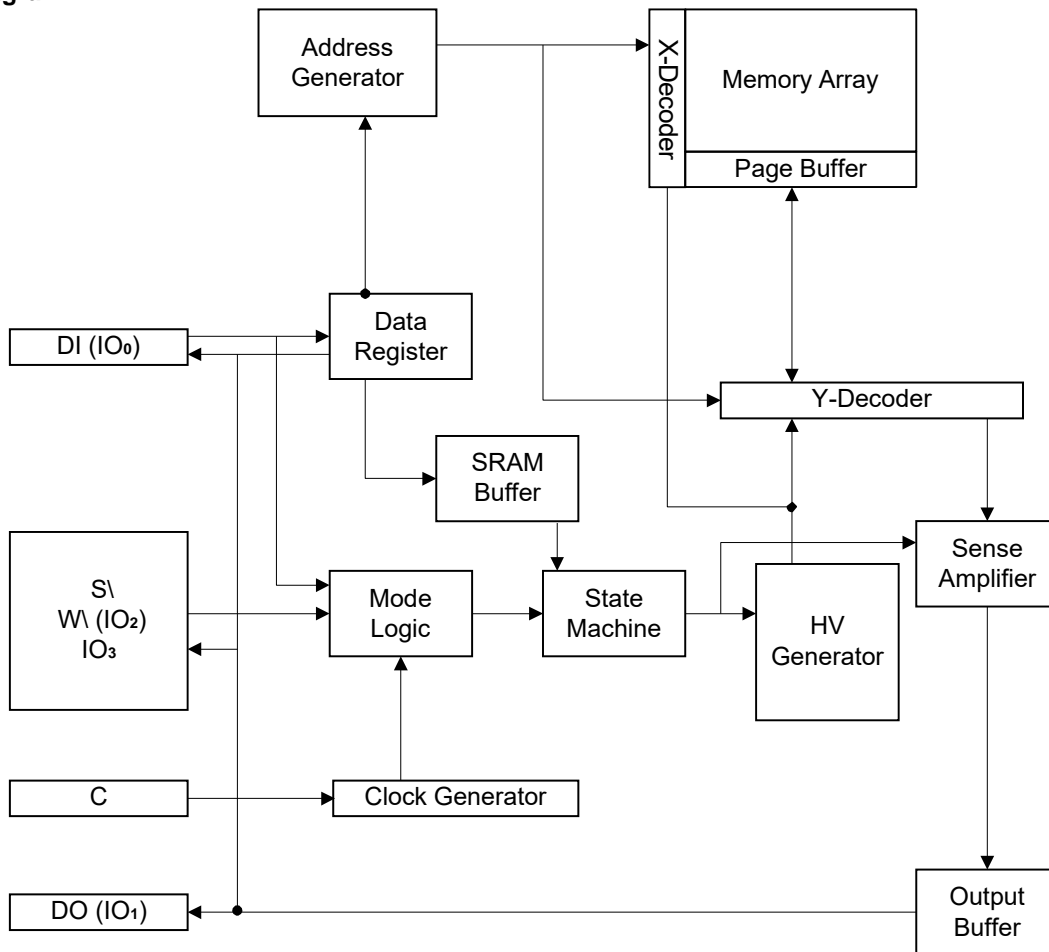 Address
Generator
X-Decoder
Memory Array
Page Buffer
Data
Register
DI (IO₀)
Y-Decoder
SRAM
Buffer
S\
W\ (IO₂)
IO₃
Mode
Logic
State
Machine
HV
Generator
Sense
Amplifier
C
Clock Generator
DO (IO₁)
Output
Buffer